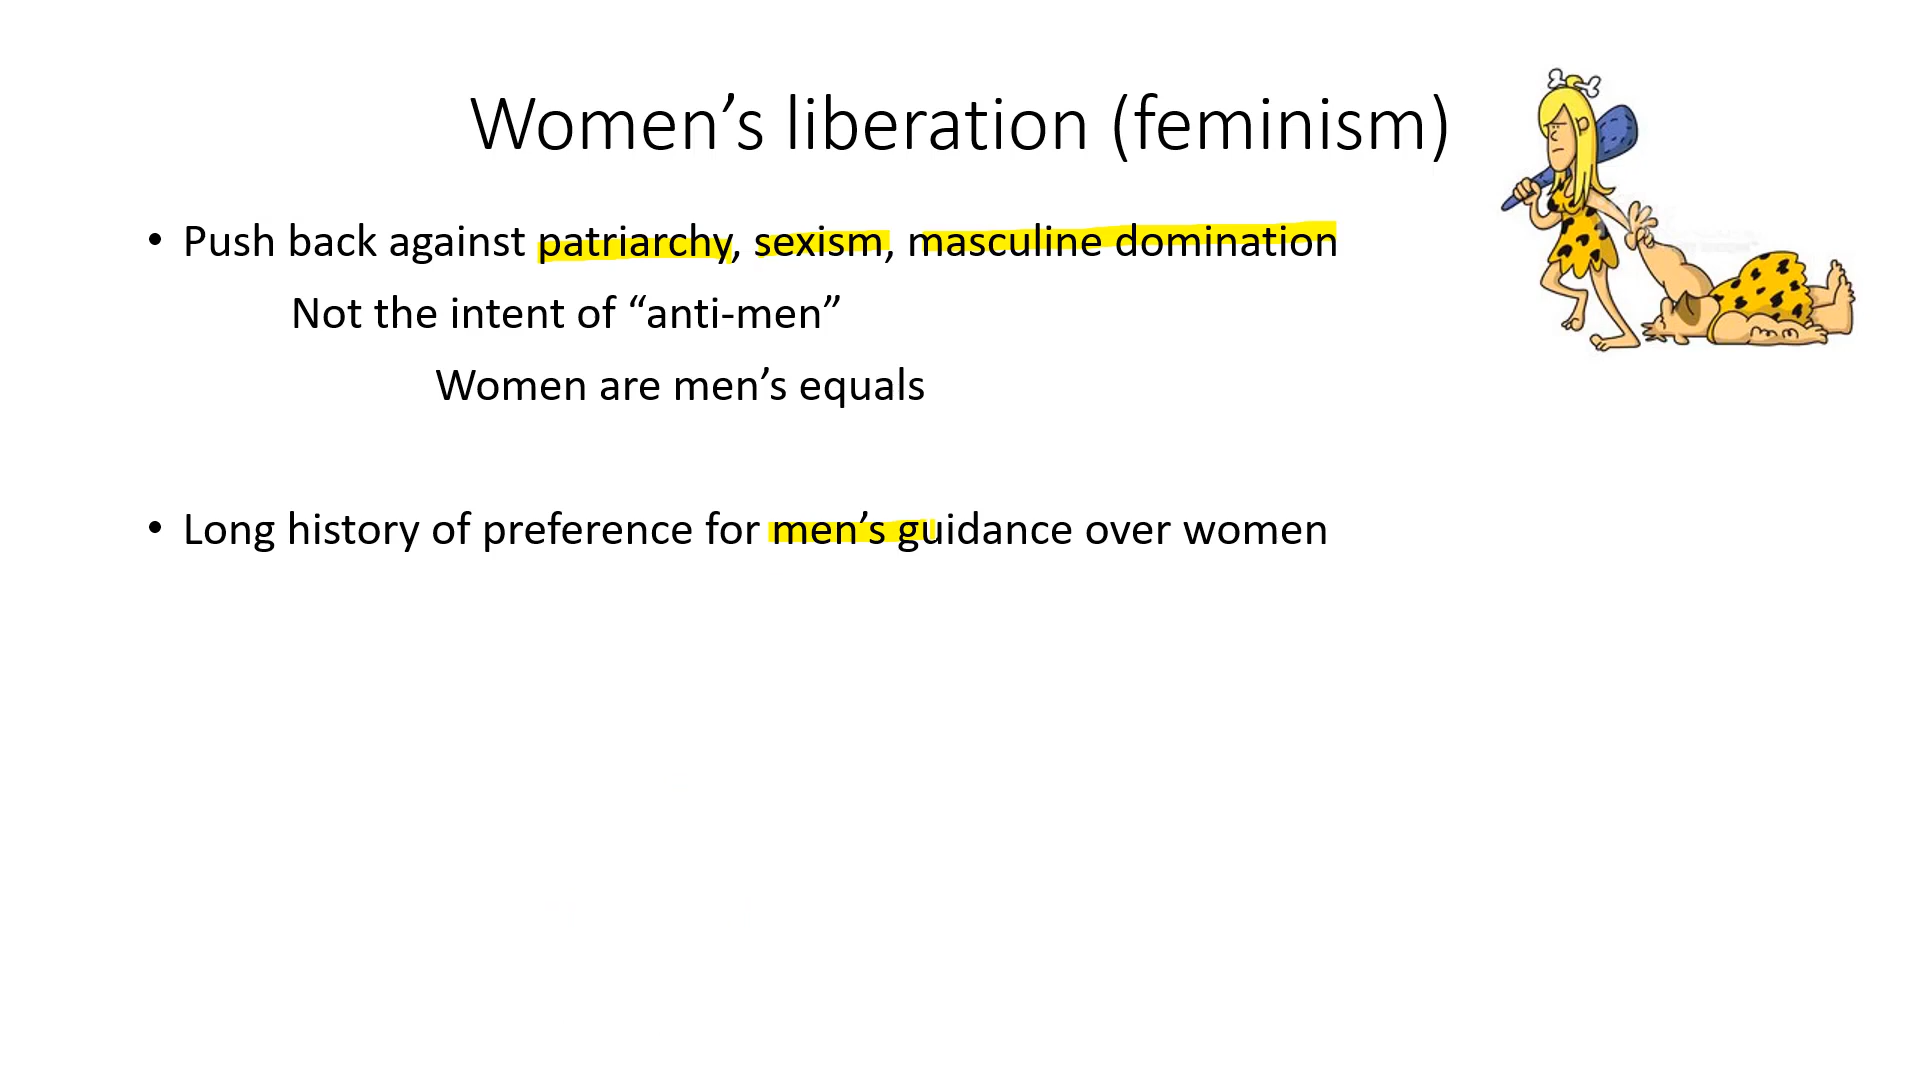 Women’s liberation (feminism)
• Push back against patriarchy, sexism, masculine domination
Not the intent of “anti-men”
Women are men’s equals
• Long history of preference for men’s guidance over women